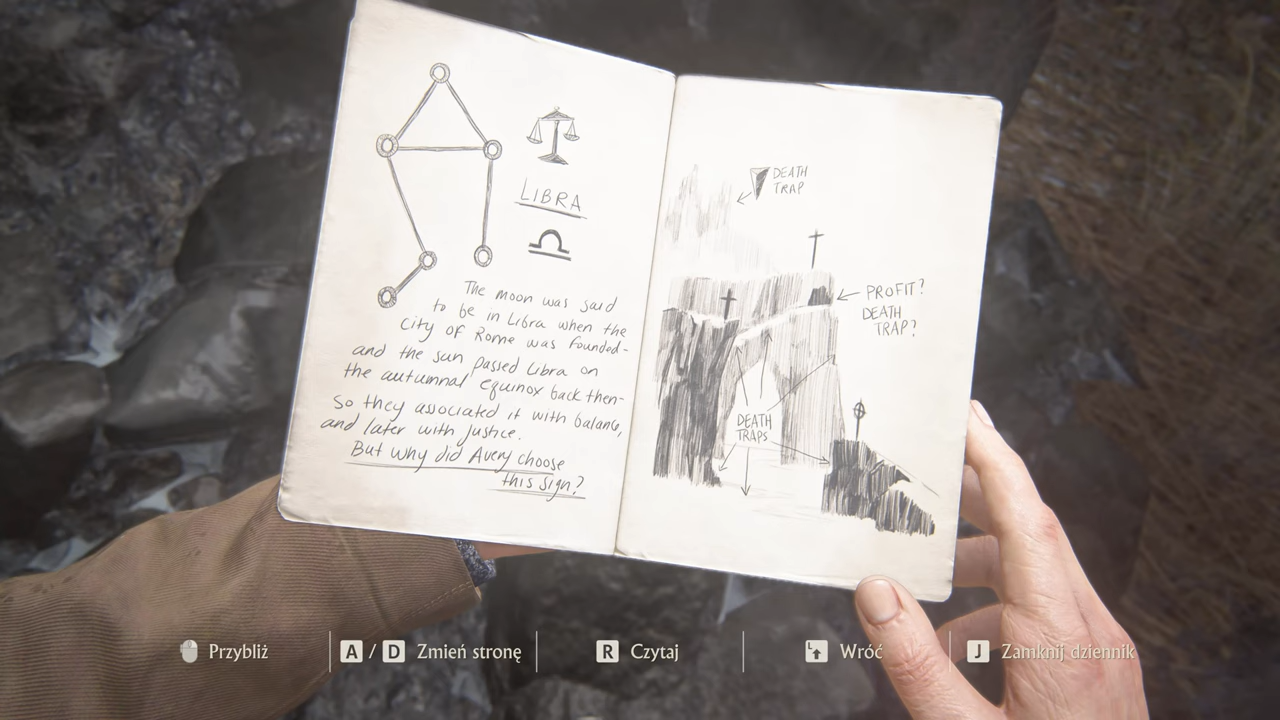 LIBRA
The moon was said
to be in Libra when the
city of Rome was founded-
and the sun passed Libra on
the autumnal equinox back then-
So they associated it with balance,
and later with justice.
But why did Avery choose
this sign?
DEATH
TRAP
PROFIT?
DEATH
TRAP?
DEATH
TRAPS
Przybliż
A / D Zmień stronę
R Czytaj
L Wróć
J Zamknij dziennik